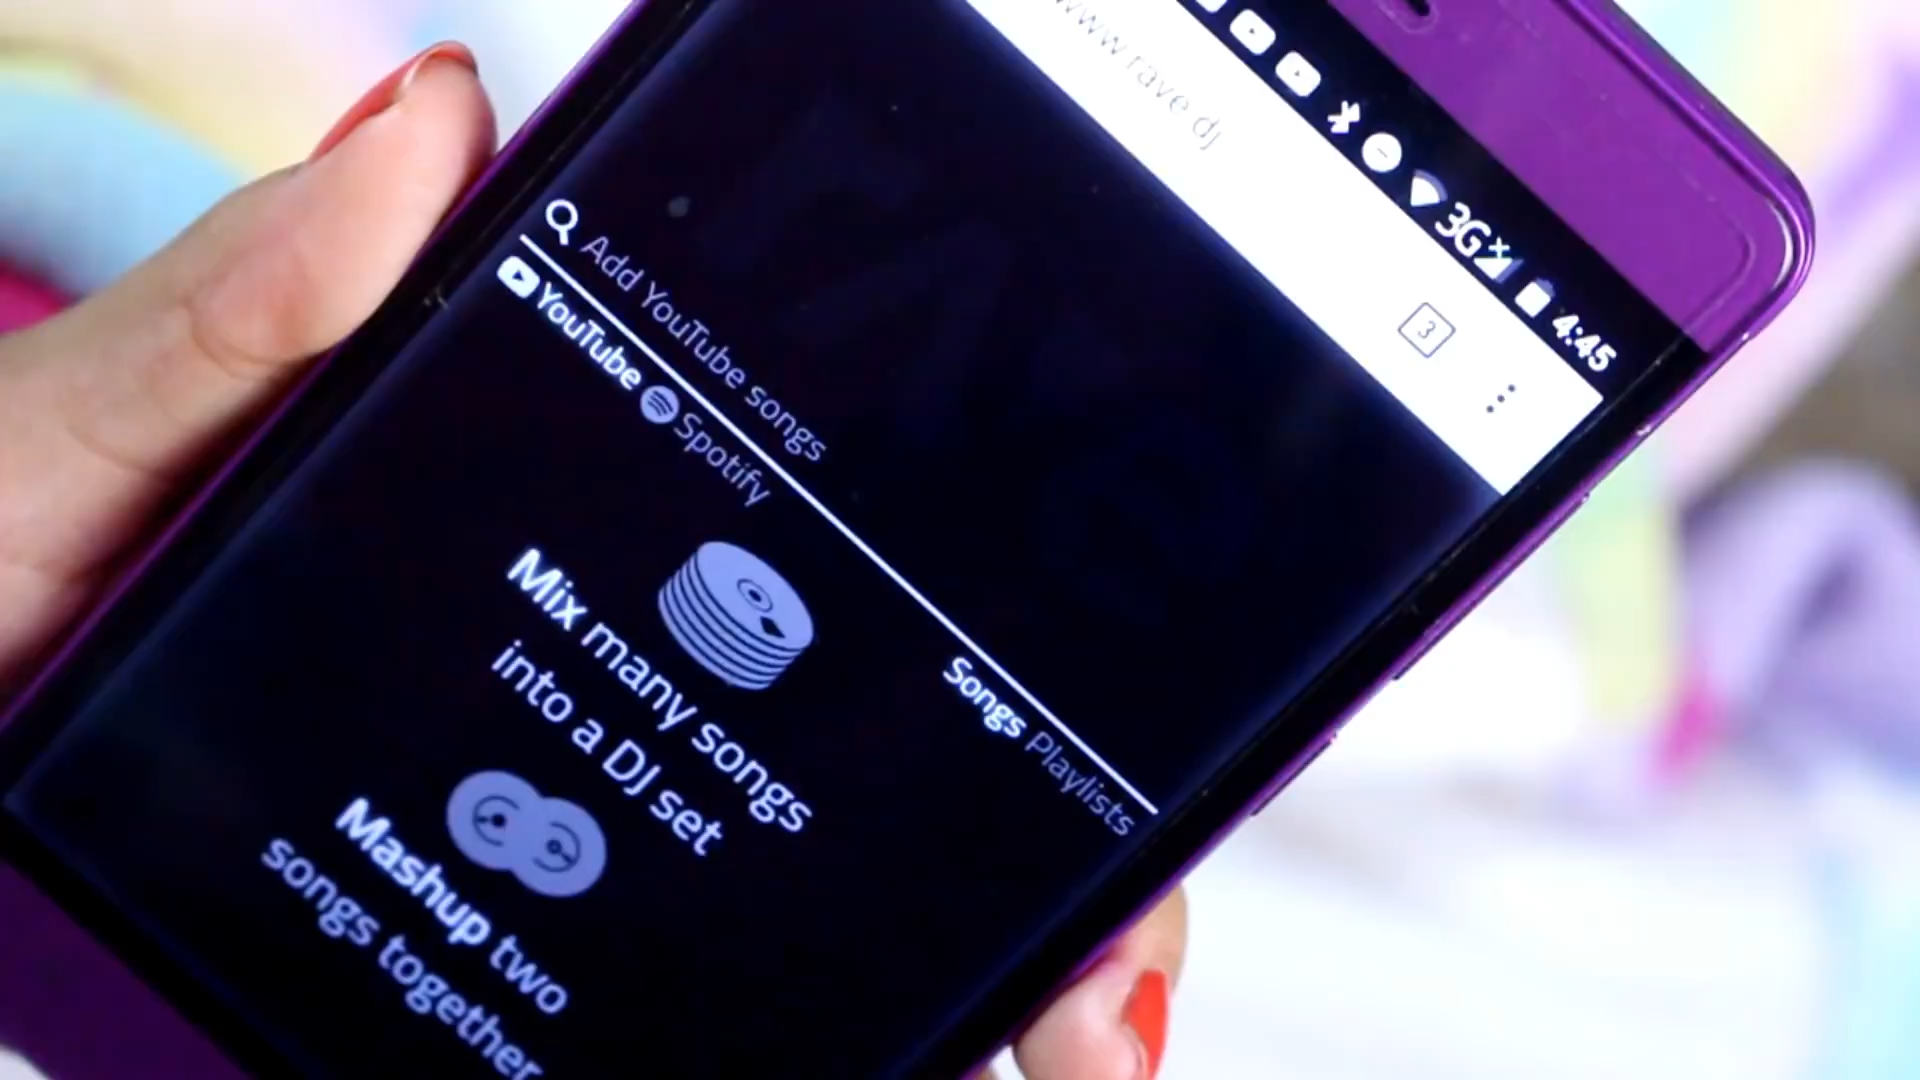 3G 4:45
www.rave.dj
3
Add YouTube songs
YouTube Spotify
Songs Playlists
Mix many songs
into a DJ set
Mashup two
songs together